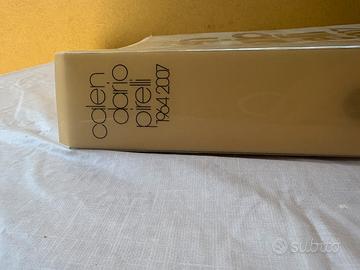 calen
dario
pirelli
1964 2007
subito